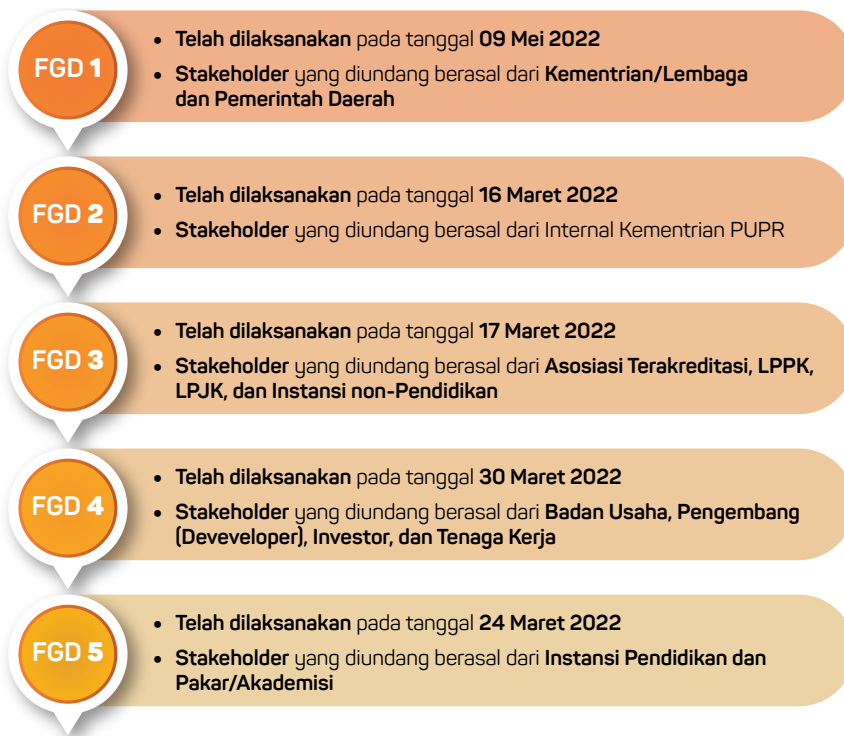 FGD 1
• Telah dilaksanakan pada tanggal 09 Mei 2022
• Stakeholder yang diundang berasal dari Kementrian/Lembaga
dan Pemerintah Daerah
FGD 2
• Telah dilaksanakan pada tanggal 16 Maret 2022
• Stakeholder yang diundang berasal dari Internal Kementrian PUPR
FGD 3
• Telah dilaksanakan pada tanggal 17 Maret 2022
• Stakeholder yang diundang berasal dari Asosiasi Terakreditasi, LPPK,
LPJK, dan Instansi non-Pendidikan
FGD 4
• Telah dilaksanakan pada tanggal 30 Maret 2022
• Stakeholder yang diundang berasal dari Badan Usaha, Pengembang
(Deveveloper), Investor, dan Tenaga Kerja
FGD 5
• Telah dilaksanakan pada tanggal 24 Maret 2022
• Stakeholder yang diundang berasal dari Instansi Pendidikan dan
Pakar/Akademisi